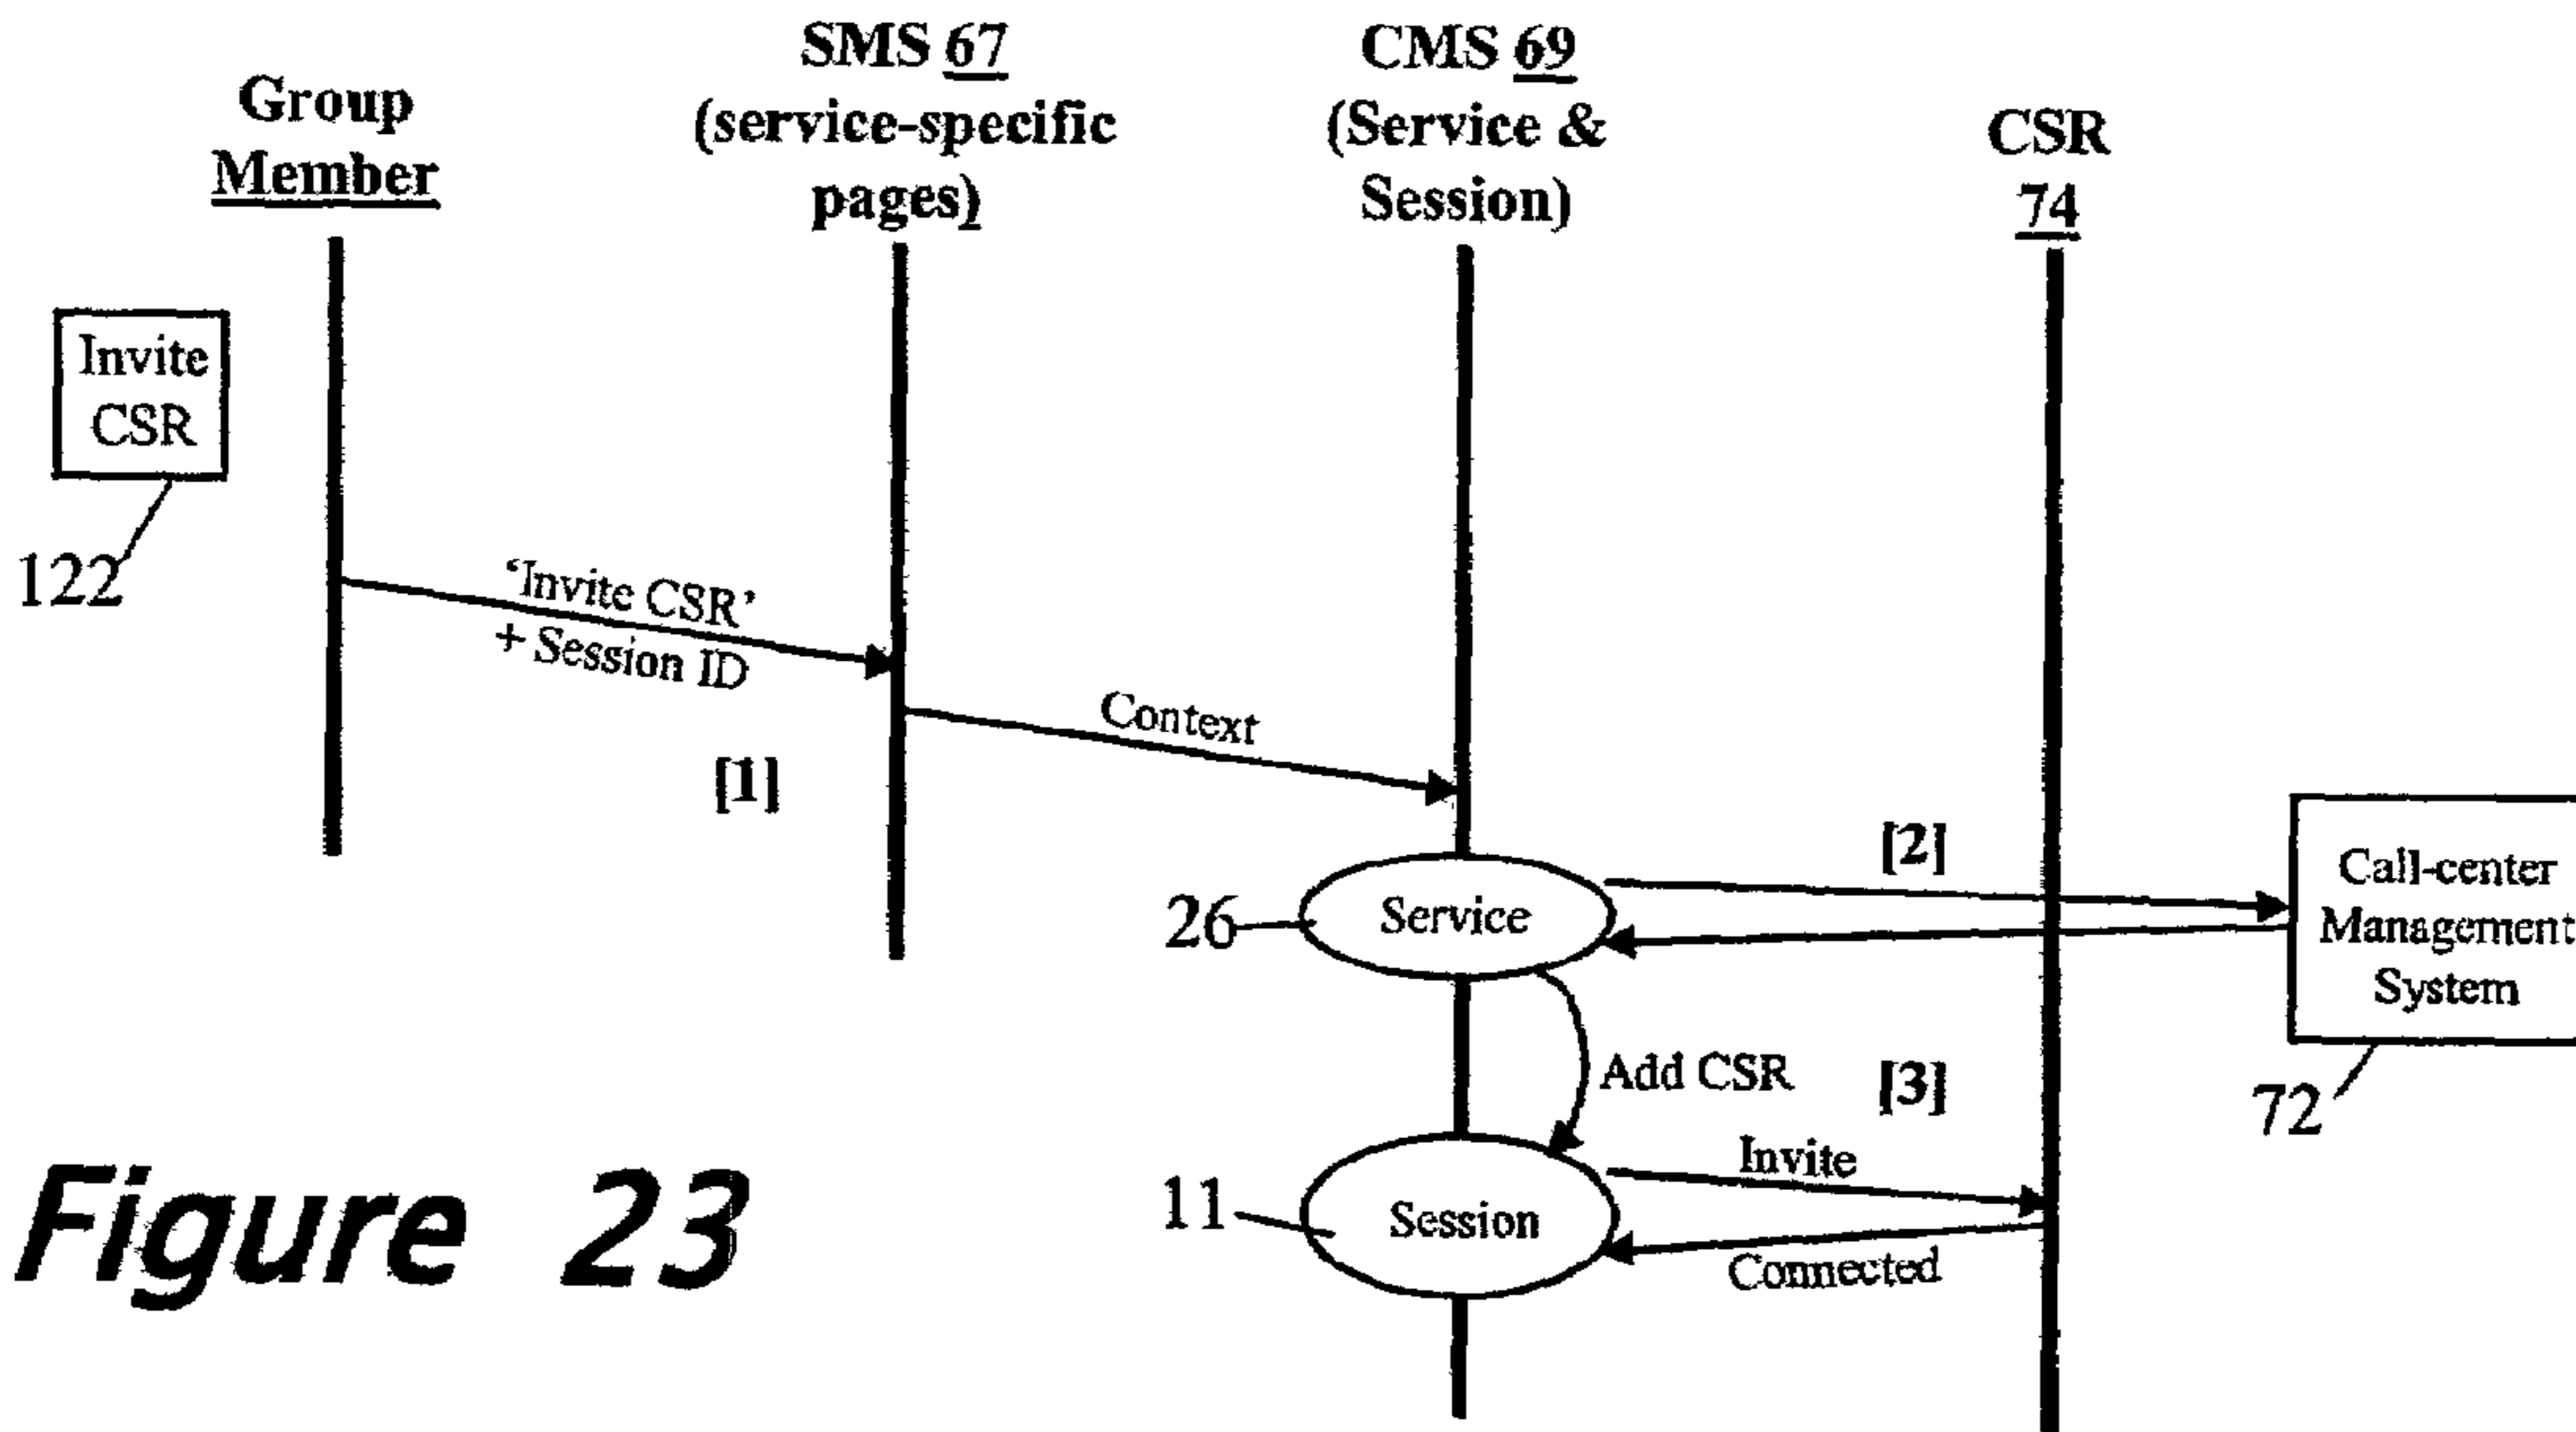 Group
Member
SMS 67
(service-specific
pages)
CMS 69
(Service &
Session)
CSR
74
Invite
CSR
122
'Invite CSR'
+ Session ID
[1]
Context
[2]
Call-center
Management
System
72
26
Service
Add CSR
[3]
11
Session
Invite
Connected
Figure 23